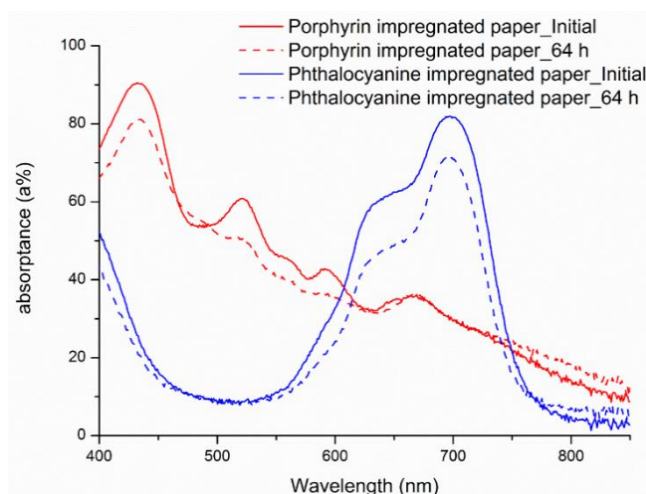 Porphyrin impregnated paper_Initial
Porphyrin impregnated paper_64 h
Phthalocyanine impregnated paper_Initial
Phthalocyanine impregnated paper_64 h
100
80
60
40
20
0
absorptance (a%)
400 500 600 700 800
Wavelength (nm)